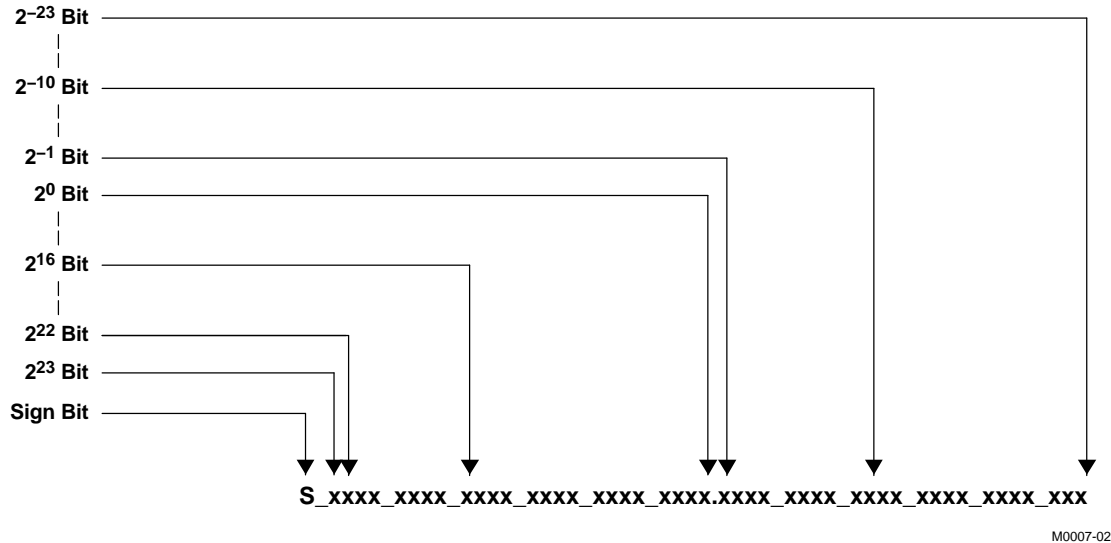 2⁻²³ Bit
2⁻¹⁰ Bit
2⁻¹ Bit
2⁰ Bit
2¹⁶ Bit
2²² Bit
2²³ Bit
Sign Bit
S_xxxx_xxxx_xxxx_xxxx_xxxx_xxxx.xxxx_xxxx_xxxx_xxxx_xxxx_xxx
M0007-02